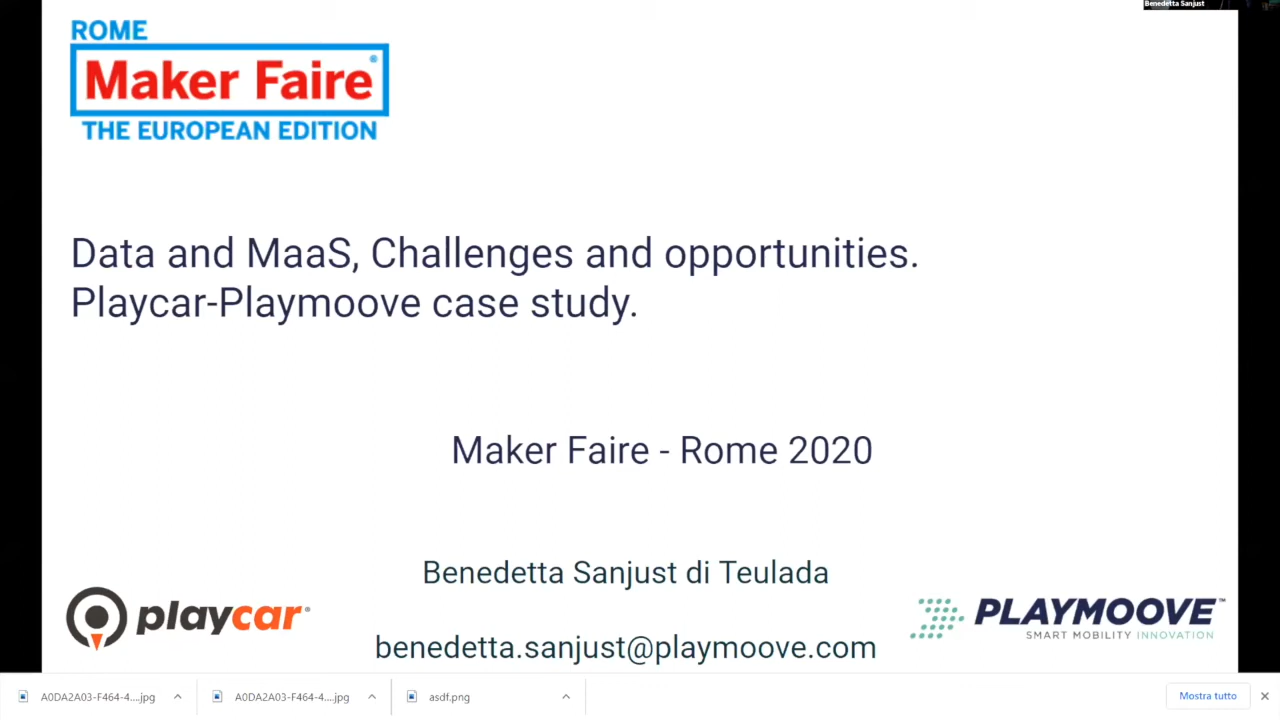 Benedetta Sanjust
ROME
Maker Faire®
THE EUROPEAN EDITION
Data and MaaS, Challenges and opportunities.
Playcar-Playmoove case study.
Maker Faire - Rome 2020
Benedetta Sanjust di Teulada
playcar®
PLAYMOOVE™
SMART MOBILITY INNOVATION
benedetta.sanjust@playmoove.com
A0DA2A03-F464-4....jpg
A0DA2A03-F464-4....jpg
asdf.png
Mostra tutto